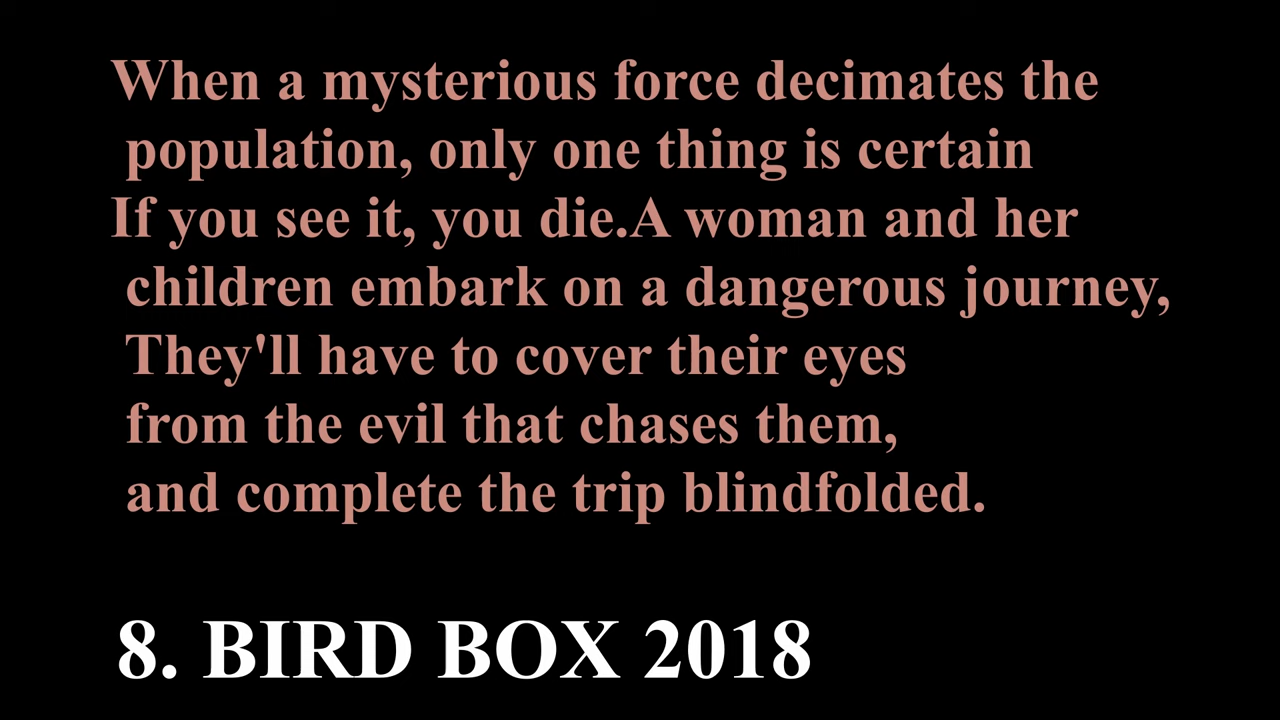 When a mysterious force decimates the
population, only one thing is certain
If you see it, you die.A woman and her
children embark on a dangerous journey,
They'll have to cover their eyes
from the evil that chases them,
and complete the trip blindfolded.
8. BIRD BOX 2018